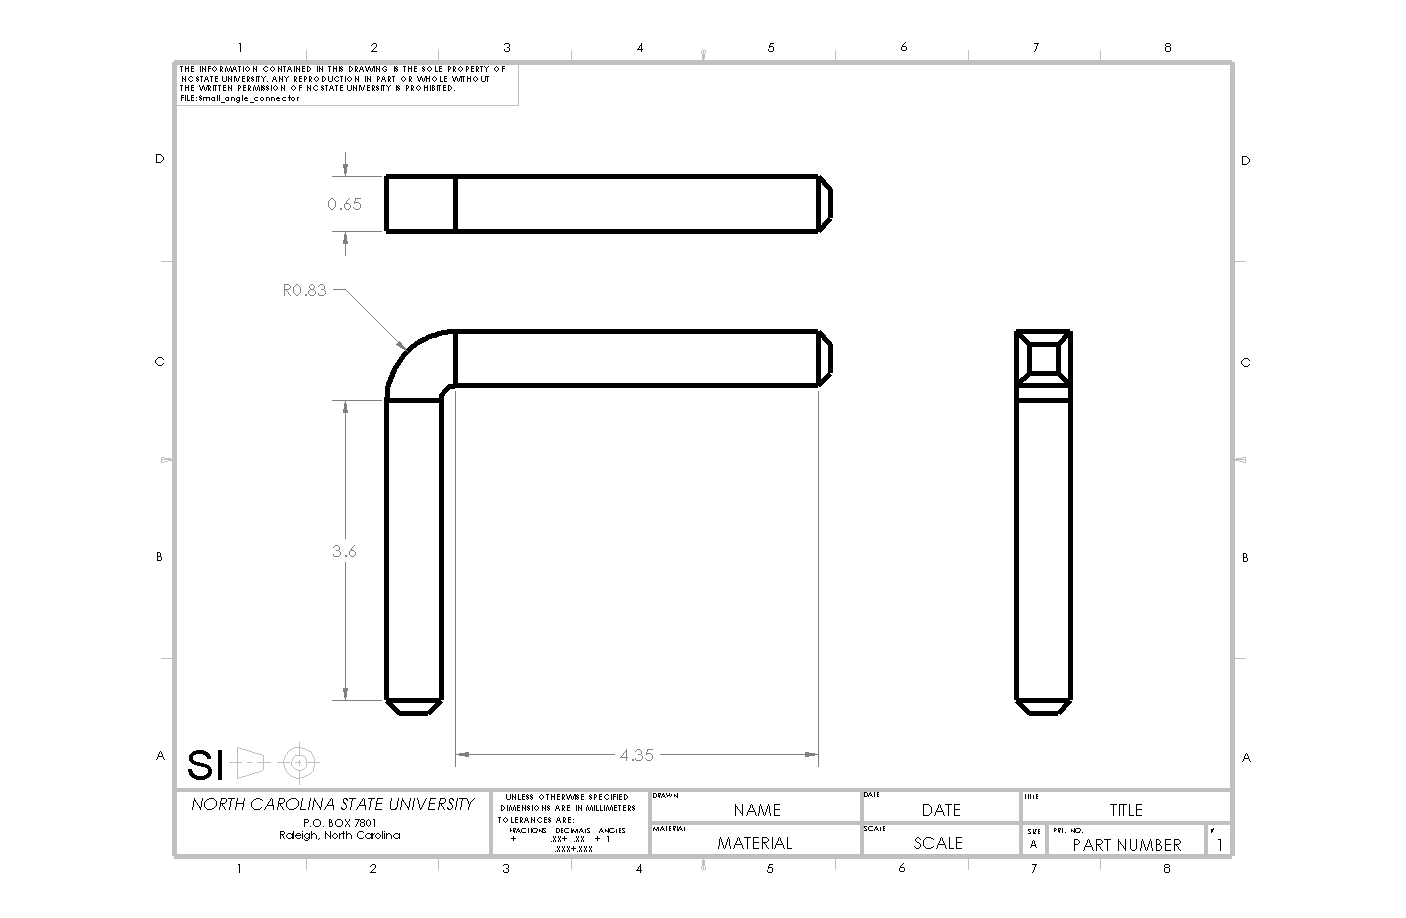 1 2 3 4 5 6 7 8
THE INFORMATION CONTAINED IN THIS DRAWING IS THE SOLE PROPERTY OF
NCSTATE UNIVERSITY. ANY REPRODUCTION IN PART OR WHOLE WITHOUT
THE WRITTEN PERMISSION OF NCSTATE UNIVERSITY IS PROHIBITED.
FILE:Small_angle_connector
D D
0.65
R0.83
C C
3.6
B B
4.35
A A
SI
NORTH CAROLINA STATE UNIVERSITY
P.O. BOX 7801
Raleigh, North Carolina
UNLESS OTHERWISE SPECIFIED
DIMENSIONS ARE IN MILLIMETERS
TOLERANCES ARE:
FRACTIONS DECIMALS ANGLES
+ .XX+ .XX + 1
.XXX+.XXX
DRAWN
NAME
DATE
DATE
TITLE
TITLE
MATERIAL
MATERIAL
SCALE
SCALE
SIZE
A
PRT. NO.
PART NUMBER
#
1
1 2 3 4 5 6 7 8